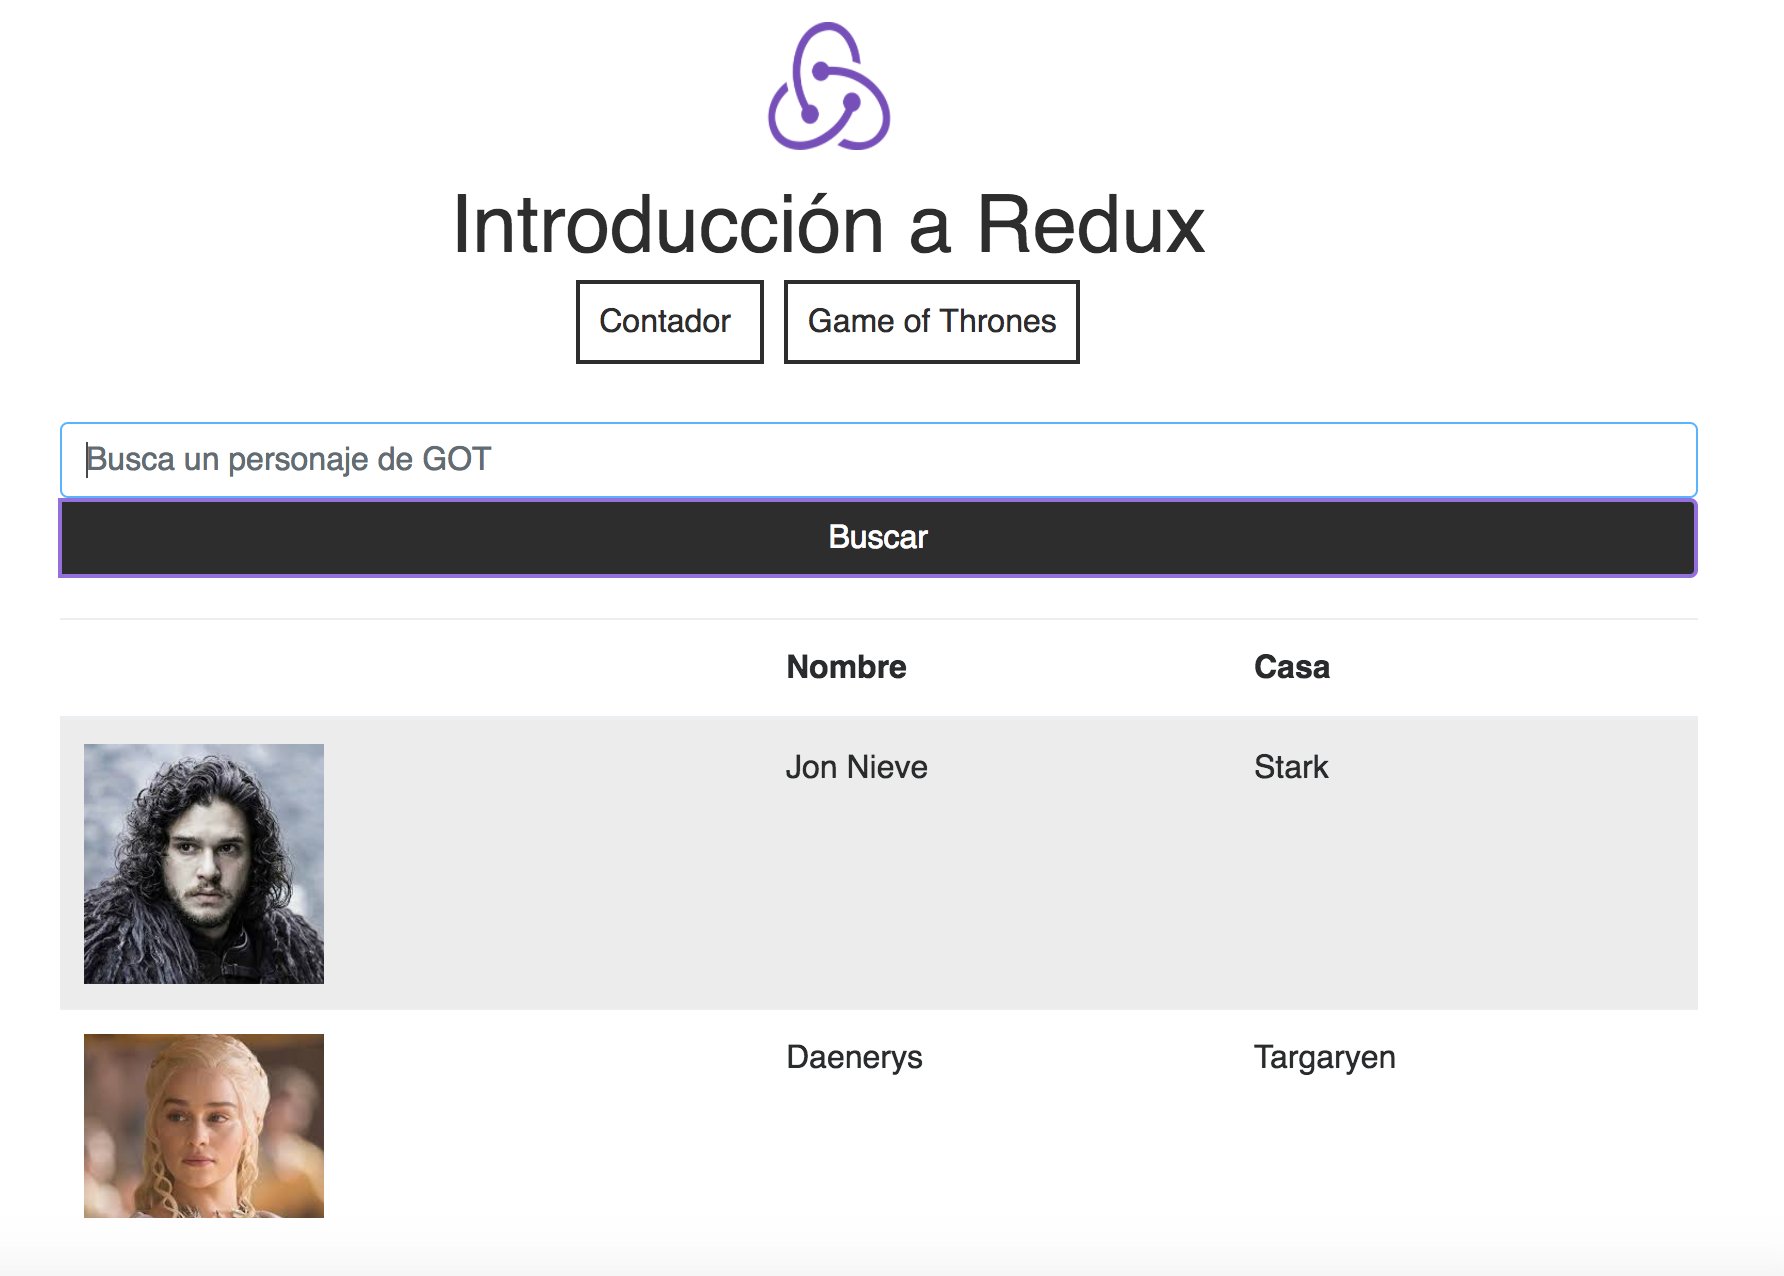 Introducción a Redux
Contador Game of Thrones
Busca un personaje de GOT
Buscar
Nombre Casa
Jon Nieve Stark
Daenerys Targaryen